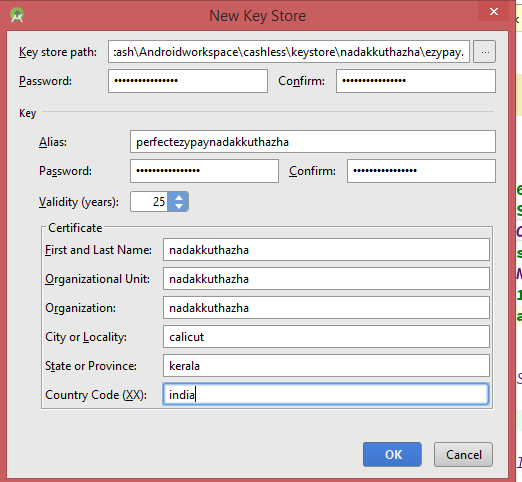 New Key Store
Key store path: :ash\Androidworkspace\cashless\keystore\nadakkuthazha\ezypay. ...
Password: ••••••••••••••• Confirm: •••••••••••••••
Key
Alias: perfectezypaynadakkuthazha
Password: ••••••••••••••• Confirm: •••••••••••••••
Validity (years): 25
Certificate
First and Last Name: nadakkuthazha
Organizational Unit: nadakkuthazha
Organization: nadakkuthazha
City or Locality: calicut
State or Province: kerala
Country Code (XX): india
OK Cancel